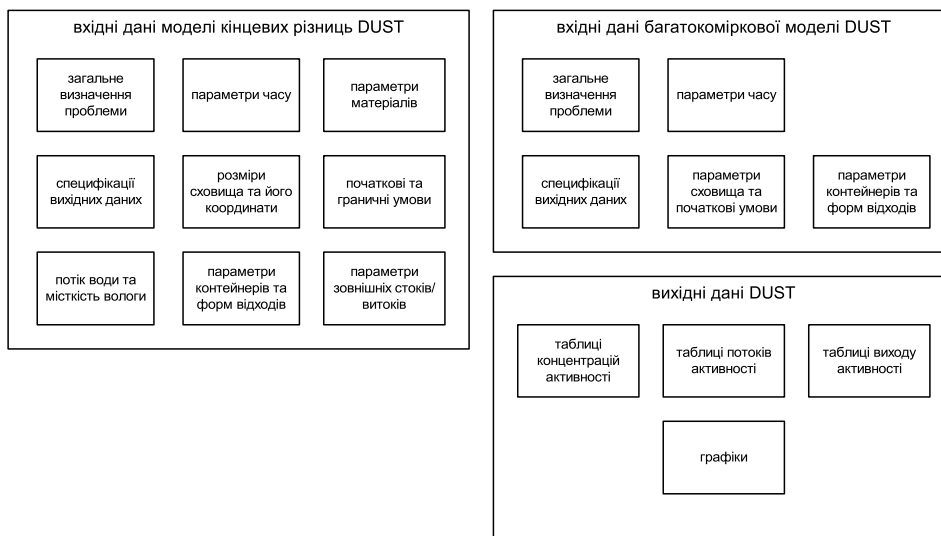 вхідні дані моделі кінцевих різниць DUST
загальне
визначення
проблеми
параметри часу
параметри
матеріалів
специфікації
вихідних даних
розміри
сховища та його
координати
початкові та
граничні умови
потік води та
місткість вологи
параметри
контейнерів та
форм відходів
параметри
зовнішніх стоків/
витоків
вхідні дані багатокоміркової моделі DUST
загальне
визначення
проблеми
параметри часу
специфікації
вихідних даних
параметри
сховища та
початкові умови
параметри
контейнерів та
форм відходів
вихідні дані DUST
таблиці
концентрацій
активності
таблиці потоків
активності
таблиці виходу
активності
графіки